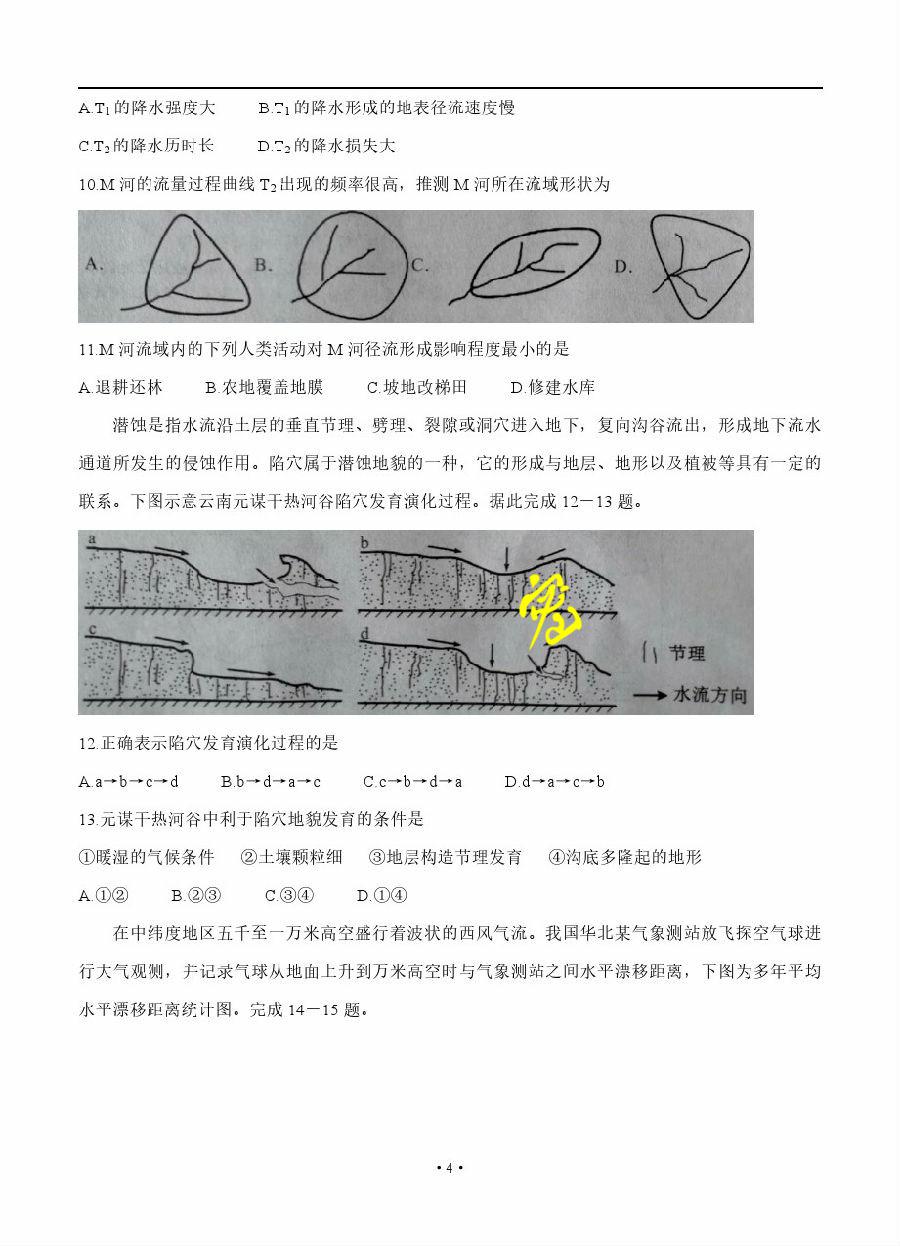 A.T₁的降水强度大 B.T₁的降水形成的地表径流速度慢
C.T₂的降水历时长 D.T₂的降水损失大
10.M 河的流量过程曲线 T₂出现的频率很高，推测 M 河所在流域形状为
A. B. C. D.
11.M 河流域内的下列人类活动对 M 河径流形成影响程度最小的是
A.退耕还林 B.农地覆盖地膜 C.坡地改梯田 D.修建水库
潜蚀是指水流沿土层的垂直节理、劈理、裂隙或洞穴进入地下，复向沟谷流出，形成地下流水
通道所发生的侵蚀作用。陷穴属于潜蚀地貌的一种，它的形成与地层、地形以及植被等具有一定的
联系。下图示意云南元谋干热河谷陷穴发育演化过程。据此完成 12－13 题。
a b
c d
节理
水流方向
12.正确表示陷穴发育演化过程的是
A.a→b→c→d B.b→d→a→c C.c→b→d→a D.d→a→c→b
13.元谋干热河谷中利于陷穴地貌发育的条件是
①暖湿的气候条件 ②土壤颗粒细 ③地层构造节理发育 ④沟底多隆起的地形
A.①② B.②③ C.③④ D.①④
在中纬度地区五千至一万米高空盛行着波状的西风气流。我国华北某气象测站放飞探空气球进
行大气观测，并记录气球从地面上升到万米高空时与气象测站之间水平漂移距离，下图为多年平均
水平漂移距离统计图。完成 14－15 题。
·4·